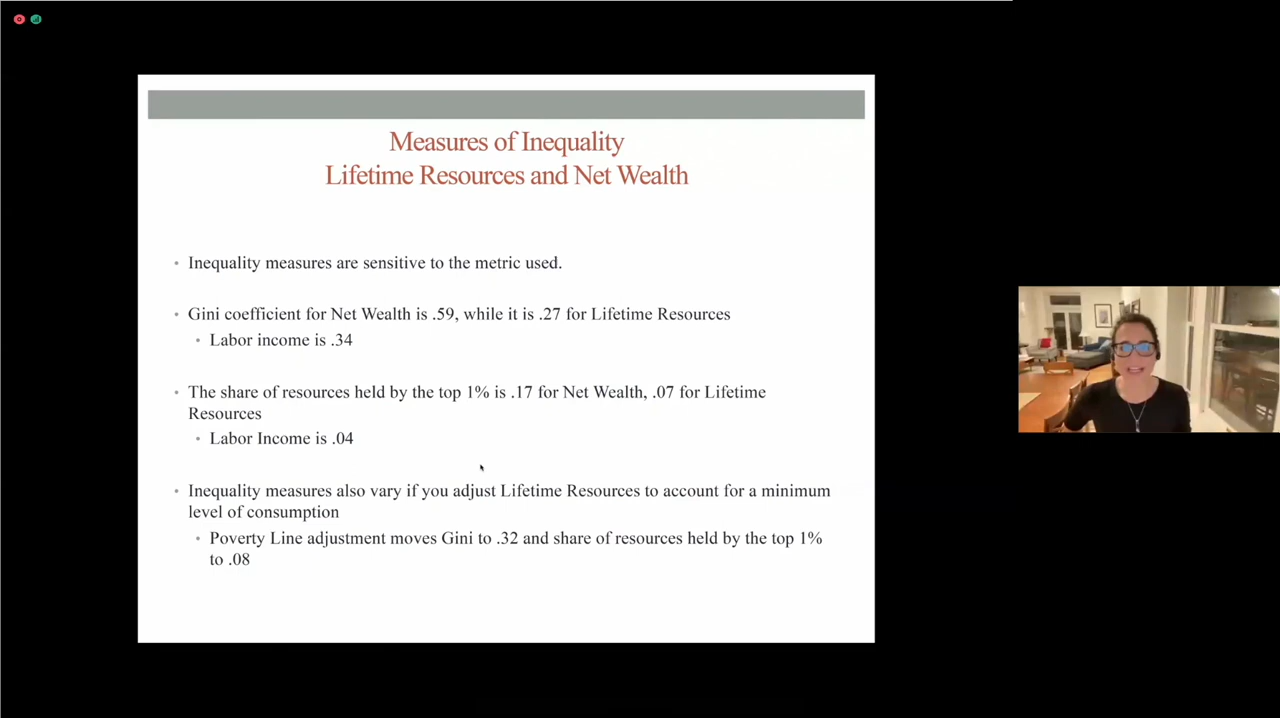 Measures of Inequality
Lifetime Resources and Net Wealth
• Inequality measures are sensitive to the metric used.
• Gini coefficient for Net Wealth is .59, while it is .27 for Lifetime Resources
• Labor income is .34
• The share of resources held by the top 1% is .17 for Net Wealth, .07 for Lifetime
Resources
• Labor Income is .04
• Inequality measures also vary if you adjust Lifetime Resources to account for a minimum
level of consumption
• Poverty Line adjustment moves Gini to .32 and share of resources held by the top 1%
to .08